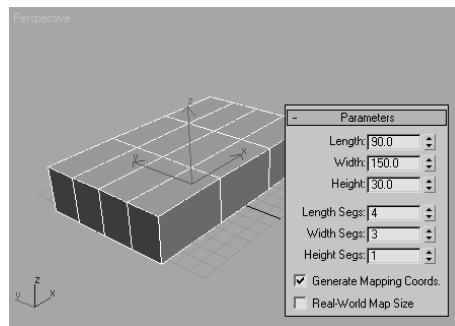 Perspective
z
y
x
- Parameters
Length: 90.0
Width: 150.0
Height: 30.0
Length Segs: 4
Width Segs: 3
Height Segs: 1
Generate Mapping Coords.
Real-World Map Size
z
y
x